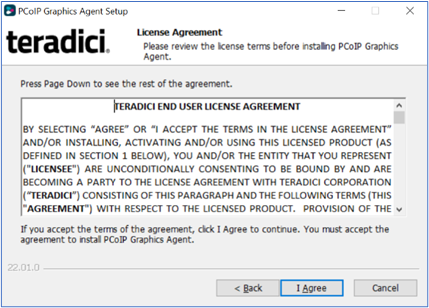 PCoIP Graphics Agent Setup
teradici.
License Agreement
Please review the license terms before installing PCoIP Graphics
Agent.
Press Page Down to see the rest of the agreement.
TERADICI END USER LICENSE AGREEMENT
BY SELECTING “AGREE” OR “I ACCEPT THE TERMS IN THE LICENSE AGREEMENT”
AND/OR INSTALLING, ACTIVATING AND/OR USING THIS LICENSED PRODUCT (AS
DEFINED IN SECTION 1 BELOW), YOU AND/OR THE ENTITY THAT YOU REPRESENT
("LICENSEE") ARE UNCONDITIONALLY CONSENTING TO BE BOUND BY AND ARE
BECOMING A PARTY TO THE LICENSE AGREEMENT WITH TERADICI CORPORATION
(“TERADICI”) CONSISTING OF THIS PARAGRAPH AND THE FOLLOWING TERMS (THIS
"AGREEMENT") WITH RESPECT TO THE LICENSED PRODUCT. PROVISION OF THE
If you accept the terms of the agreement, click I Agree to continue. You must accept the
agreement to install PCoIP Graphics Agent.
22.01.0
< Back
I Agree
Cancel